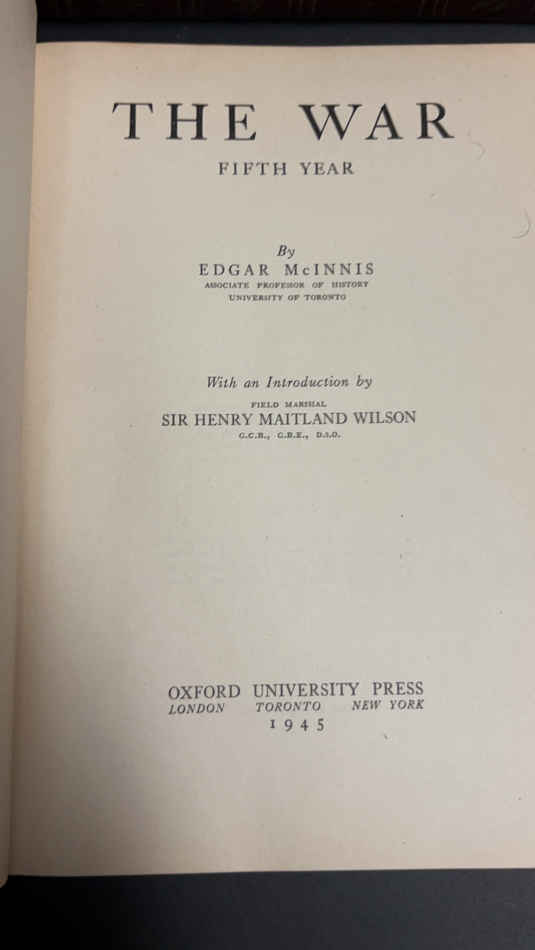 THE WAR
FIFTH YEAR
By
EDGAR McINNIS
ASSOCIATE PROFESSOR OF HISTORY
UNIVERSITY OF TORONTO
With an Introduction by
FIELD MARSHAL
SIR HENRY MAITLAND WILSON
G.C.B., G.B.E., D.S.O.
OXFORD UNIVERSITY PRESS
LONDON TORONTO NEW YORK
1945